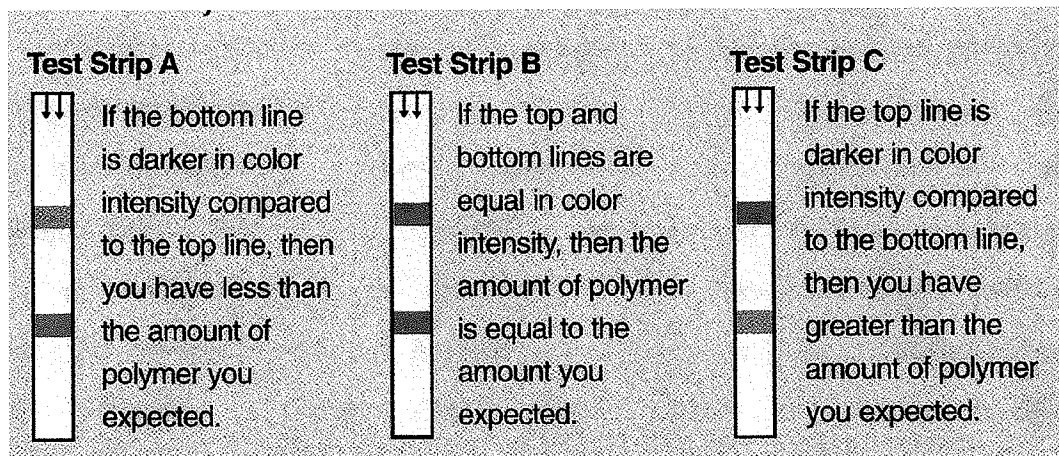 Test Strip A
If the bottom line
is darker in color
intensity compared
to the top line, then
you have less than
the amount of
polymer you
expected.
Test Strip B
If the top and
bottom lines are
equal in color
intensity, then the
amount of polymer
is equal to the
amount you
expected.
Test Strip C
If the top line is
darker in color
intensity compared
to the bottom line,
then you have
greater than the
amount of polymer
you expected.